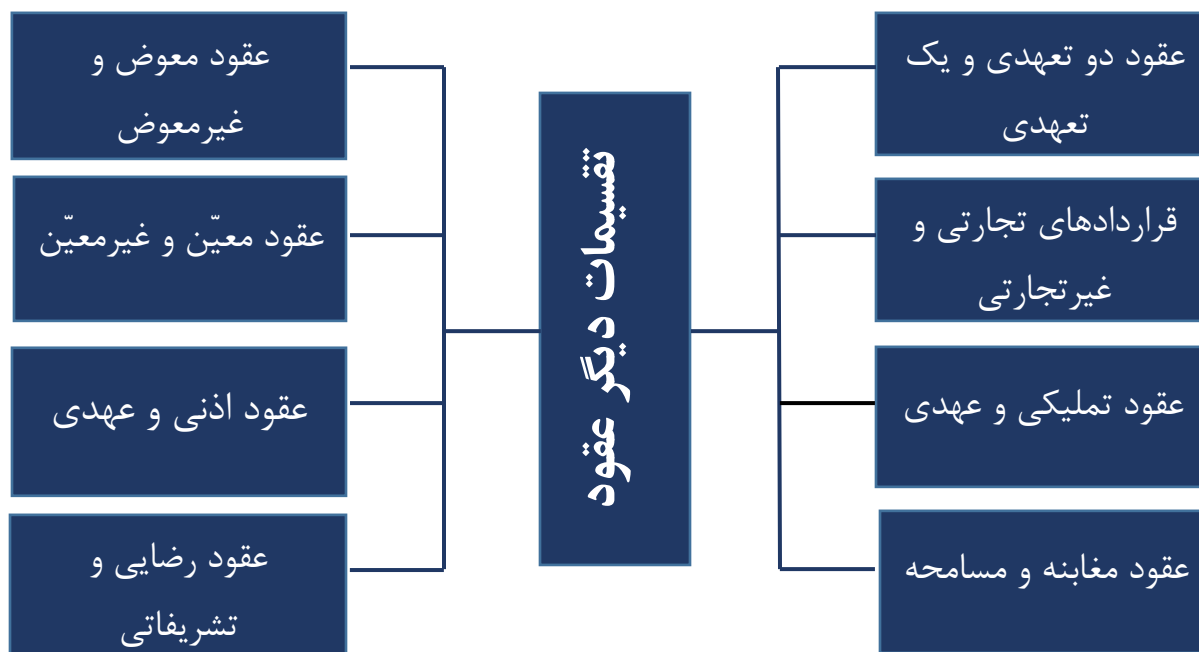 تقسیمات دیگر عقود
عقود دو تعهدی و یک
تعهدی
قراردادهای تجارتی و
غیرتجارتی
عقود تملیکی و عهدی
عقود مغابنه و مسامحه
عقود معوض و
غیرمعوض
عقود معیّن و غیرمعیّن
عقود اذنی و عهدی
عقود رضایی و
تشریفاتی